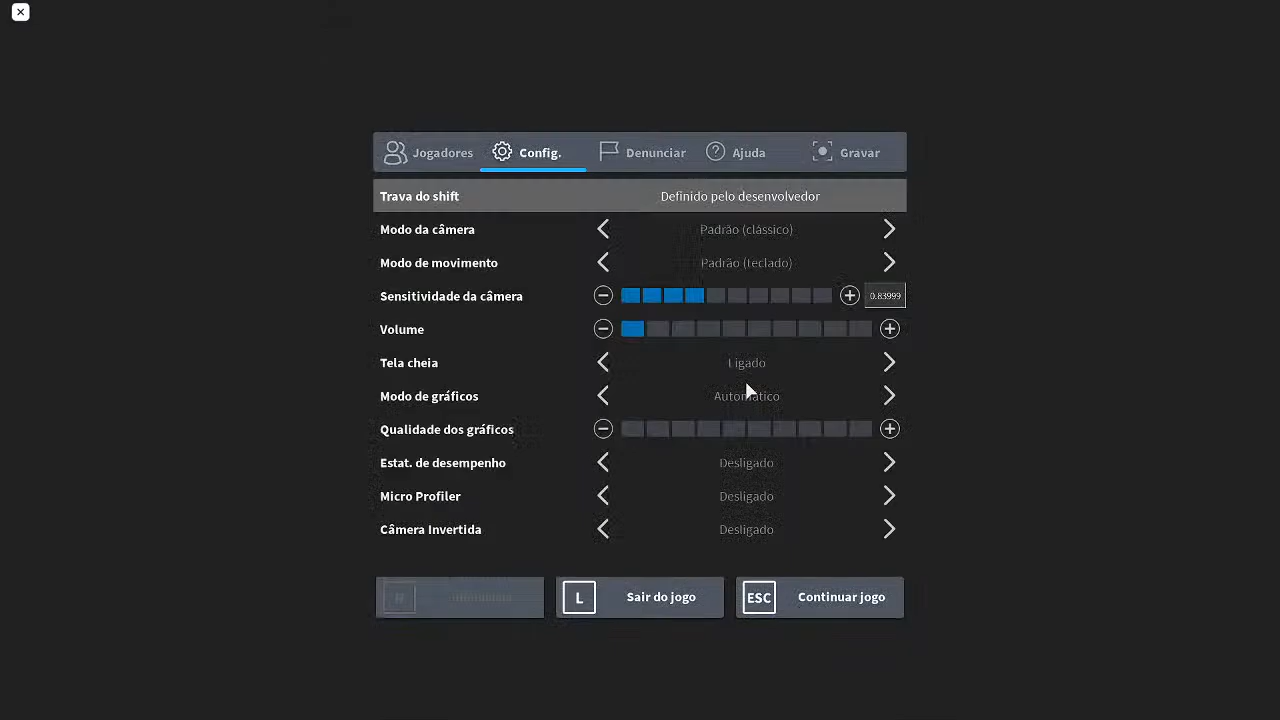 Jogadores Config. Denunciar Ajuda Gravar
Trava do shift Definido pelo desenvolvedor
Modo da câmera Padrão (clássico)
Modo de movimento Padrão (teclado)
Sensitividade da câmera 0.83999
Volume
Tela cheia Ligado
Modo de gráficos Automático
Qualidade dos gráficos
Estat. de desempenho Desligado
Micro Profiler Desligado
Câmera Invertida Desligado
L Sair do jogo ESC Continuar jogo